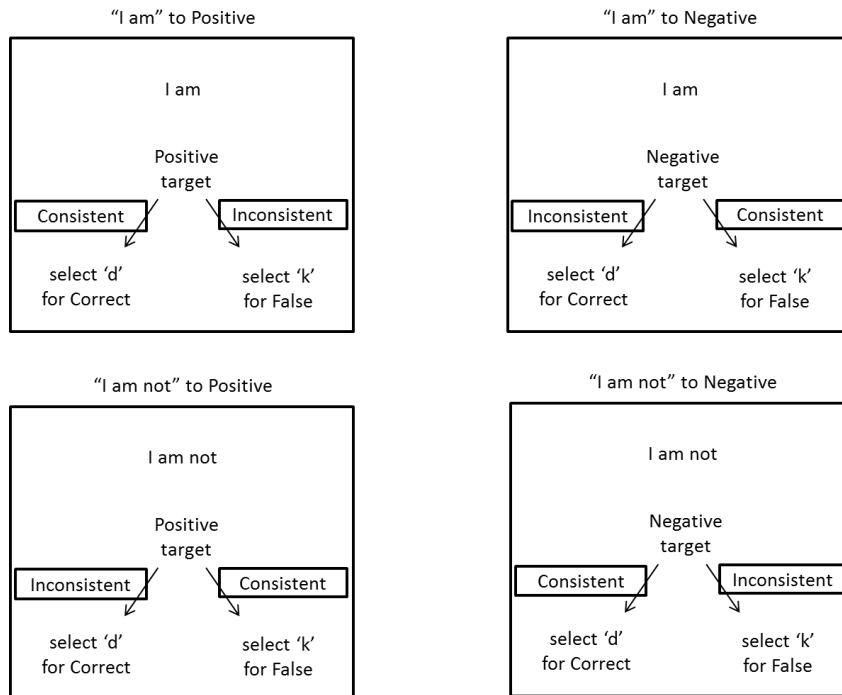 “I am” to Positive
I am
Positive
target
Consistent
Inconsistent
select ‘d’
for Correct
select ‘k’
for False
“I am” to Negative
I am
Negative
target
Inconsistent
Consistent
select ‘d’
for Correct
select ‘k’
for False
“I am not” to Positive
I am not
Positive
target
Inconsistent
Consistent
select ‘d’
for Correct
select ‘k’
for False
“I am not” to Negative
I am not
Negative
target
Consistent
Inconsistent
select ‘d’
for Correct
select ‘k’
for False